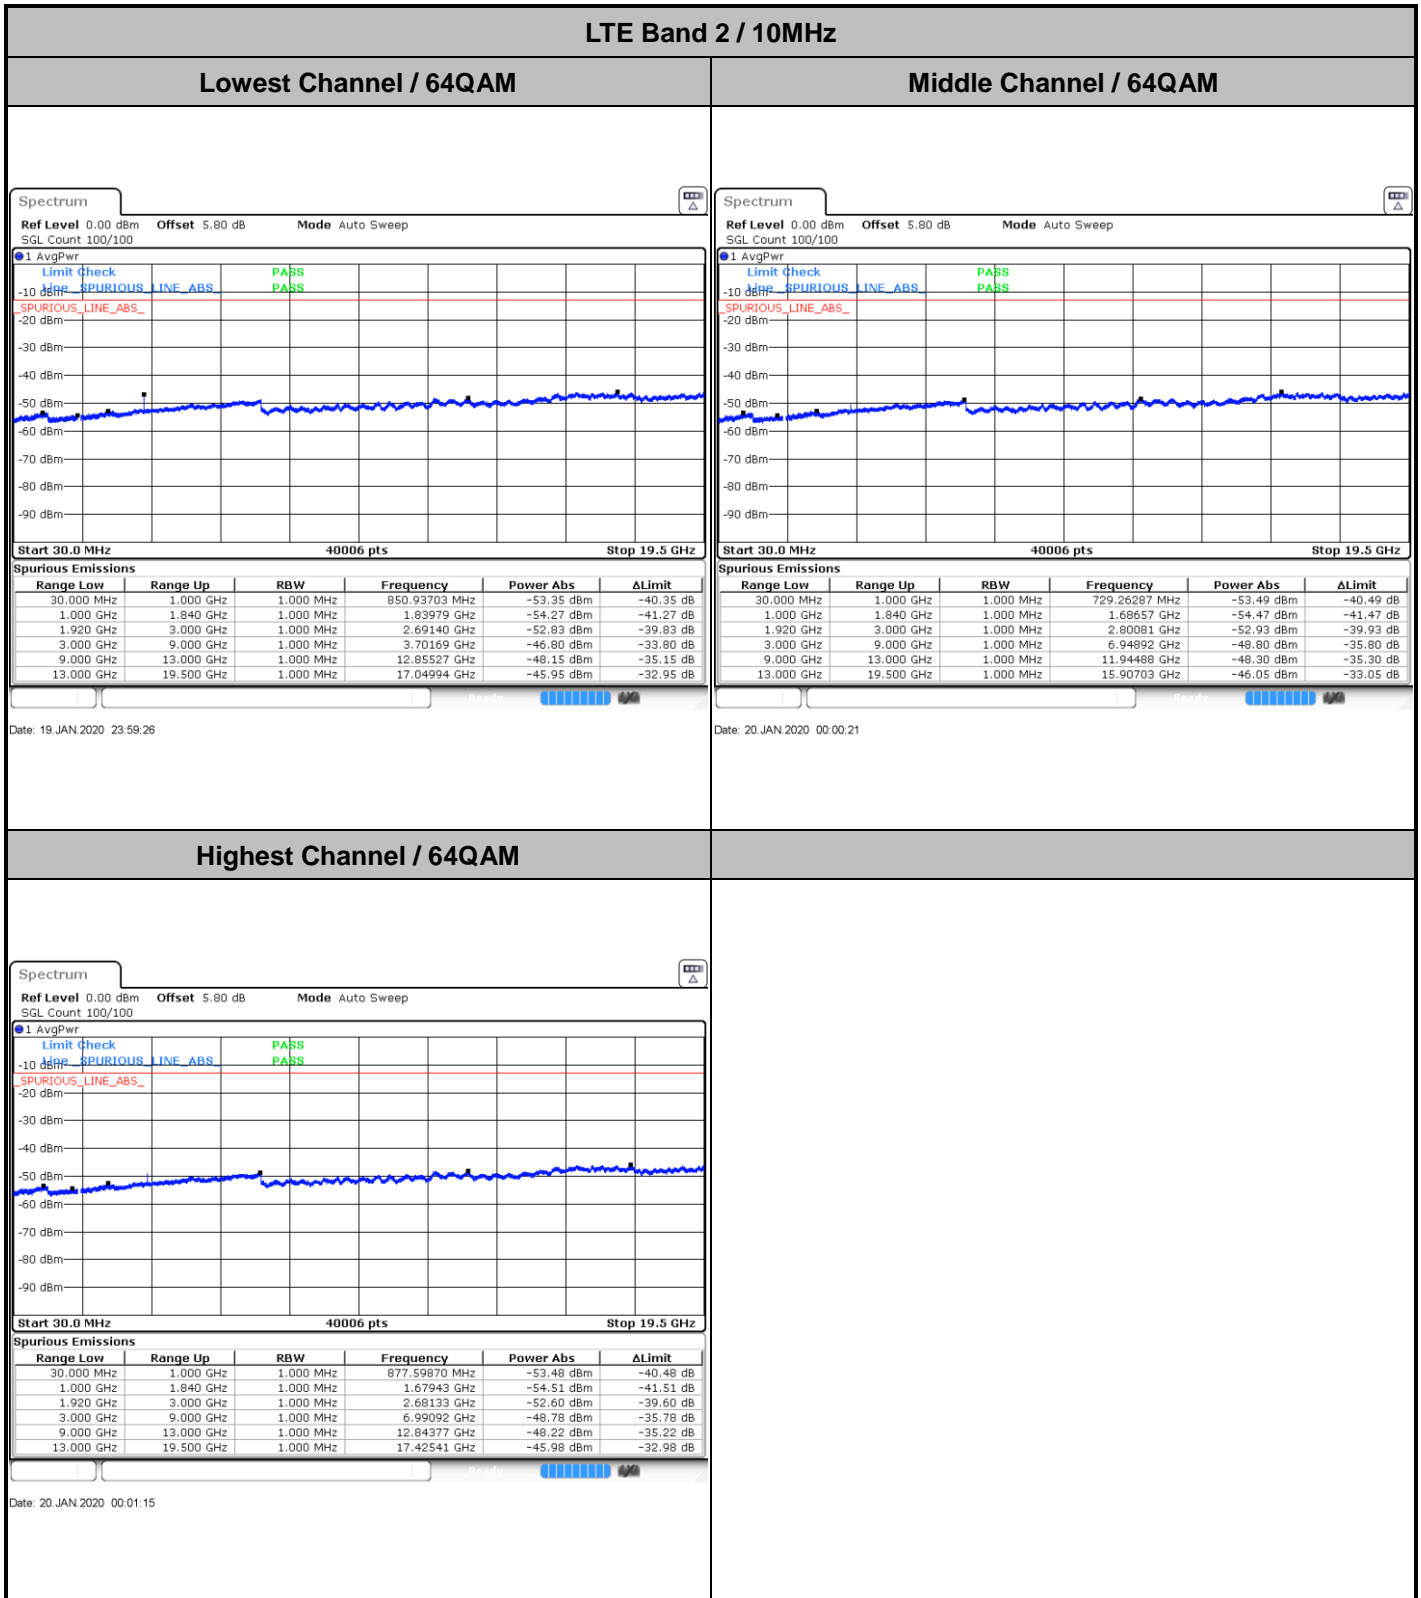 LTE Band 2 / 10MHz
Lowest Channel / 64QAM
Middle Channel / 64QAM
Spectrum
Ref Level 0.00 dBm Offset 5.80 dB Mode Auto Sweep
SGL Count 100/100
1 AvgPwr
Limit Check PASS
Line _SPURIOUS_LINE_ABS_ PASS
-10 dBm
_SPURIOUS_LINE_ABS_
-20 dBm
-30 dBm
-40 dBm
-50 dBm
-60 dBm
-70 dBm
-80 dBm
-90 dBm
Start 30.0 MHz 40006 pts Stop 19.5 GHz
Spurious Emissions
Range Low Range Up RBW Frequency Power Abs ΔLimit
30.000 MHz 1.000 GHz 1.000 MHz 850.93703 MHz -53.35 dBm -40.35 dB
1.000 GHz 1.840 GHz 1.000 MHz 1.83979 GHz -54.27 dBm -41.27 dB
1.920 GHz 3.000 GHz 1.000 MHz 2.69140 GHz -52.83 dBm -39.83 dB
3.000 GHz 9.000 GHz 1.000 MHz 3.70169 GHz -46.80 dBm -33.80 dB
9.000 GHz 13.000 GHz 1.000 MHz 12.85527 GHz -48.15 dBm -35.15 dB
13.000 GHz 19.500 GHz 1.000 MHz 17.04994 GHz -45.95 dBm -32.95 dB
Ready
Date: 19.JAN.2020 23:59:26
Spectrum
Ref Level 0.00 dBm Offset 5.80 dB Mode Auto Sweep
SGL Count 100/100
1 AvgPwr
Limit Check PASS
Line _SPURIOUS_LINE_ABS_ PASS
-10 dBm
_SPURIOUS_LINE_ABS_
-20 dBm
-30 dBm
-40 dBm
-50 dBm
-60 dBm
-70 dBm
-80 dBm
-90 dBm
Start 30.0 MHz 40006 pts Stop 19.5 GHz
Spurious Emissions
Range Low Range Up RBW Frequency Power Abs ΔLimit
30.000 MHz 1.000 GHz 1.000 MHz 729.26287 MHz -53.49 dBm -40.49 dB
1.000 GHz 1.840 GHz 1.000 MHz 1.68657 GHz -54.47 dBm -41.47 dB
1.920 GHz 3.000 GHz 1.000 MHz 2.80081 GHz -52.93 dBm -39.93 dB
3.000 GHz 9.000 GHz 1.000 MHz 6.94892 GHz -48.80 dBm -35.80 dB
9.000 GHz 13.000 GHz 1.000 MHz 11.94488 GHz -48.30 dBm -35.30 dB
13.000 GHz 19.500 GHz 1.000 MHz 15.90703 GHz -46.05 dBm -33.05 dB
Ready
Date: 20.JAN.2020 00:00:21
Highest Channel / 64QAM
Spectrum
Ref Level 0.00 dBm Offset 5.80 dB Mode Auto Sweep
SGL Count 100/100
1 AvgPwr
Limit Check PASS
Line _SPURIOUS_LINE_ABS_ PASS
-10 dBm
_SPURIOUS_LINE_ABS_
-20 dBm
-30 dBm
-40 dBm
-50 dBm
-60 dBm
-70 dBm
-80 dBm
-90 dBm
Start 30.0 MHz 40006 pts Stop 19.5 GHz
Spurious Emissions
Range Low Range Up RBW Frequency Power Abs ΔLimit
30.000 MHz 1.000 GHz 1.000 MHz 877.59870 MHz -53.48 dBm -40.48 dB
1.000 GHz 1.840 GHz 1.000 MHz 1.67943 GHz -54.51 dBm -41.51 dB
1.920 GHz 3.000 GHz 1.000 MHz 2.68133 GHz -52.60 dBm -39.60 dB
3.000 GHz 9.000 GHz 1.000 MHz 6.99092 GHz -48.78 dBm -35.78 dB
9.000 GHz 13.000 GHz 1.000 MHz 12.84377 GHz -48.22 dBm -35.22 dB
13.000 GHz 19.500 GHz 1.000 MHz 17.42541 GHz -45.98 dBm -32.98 dB
Ready
Date: 20.JAN.2020 00:01:15